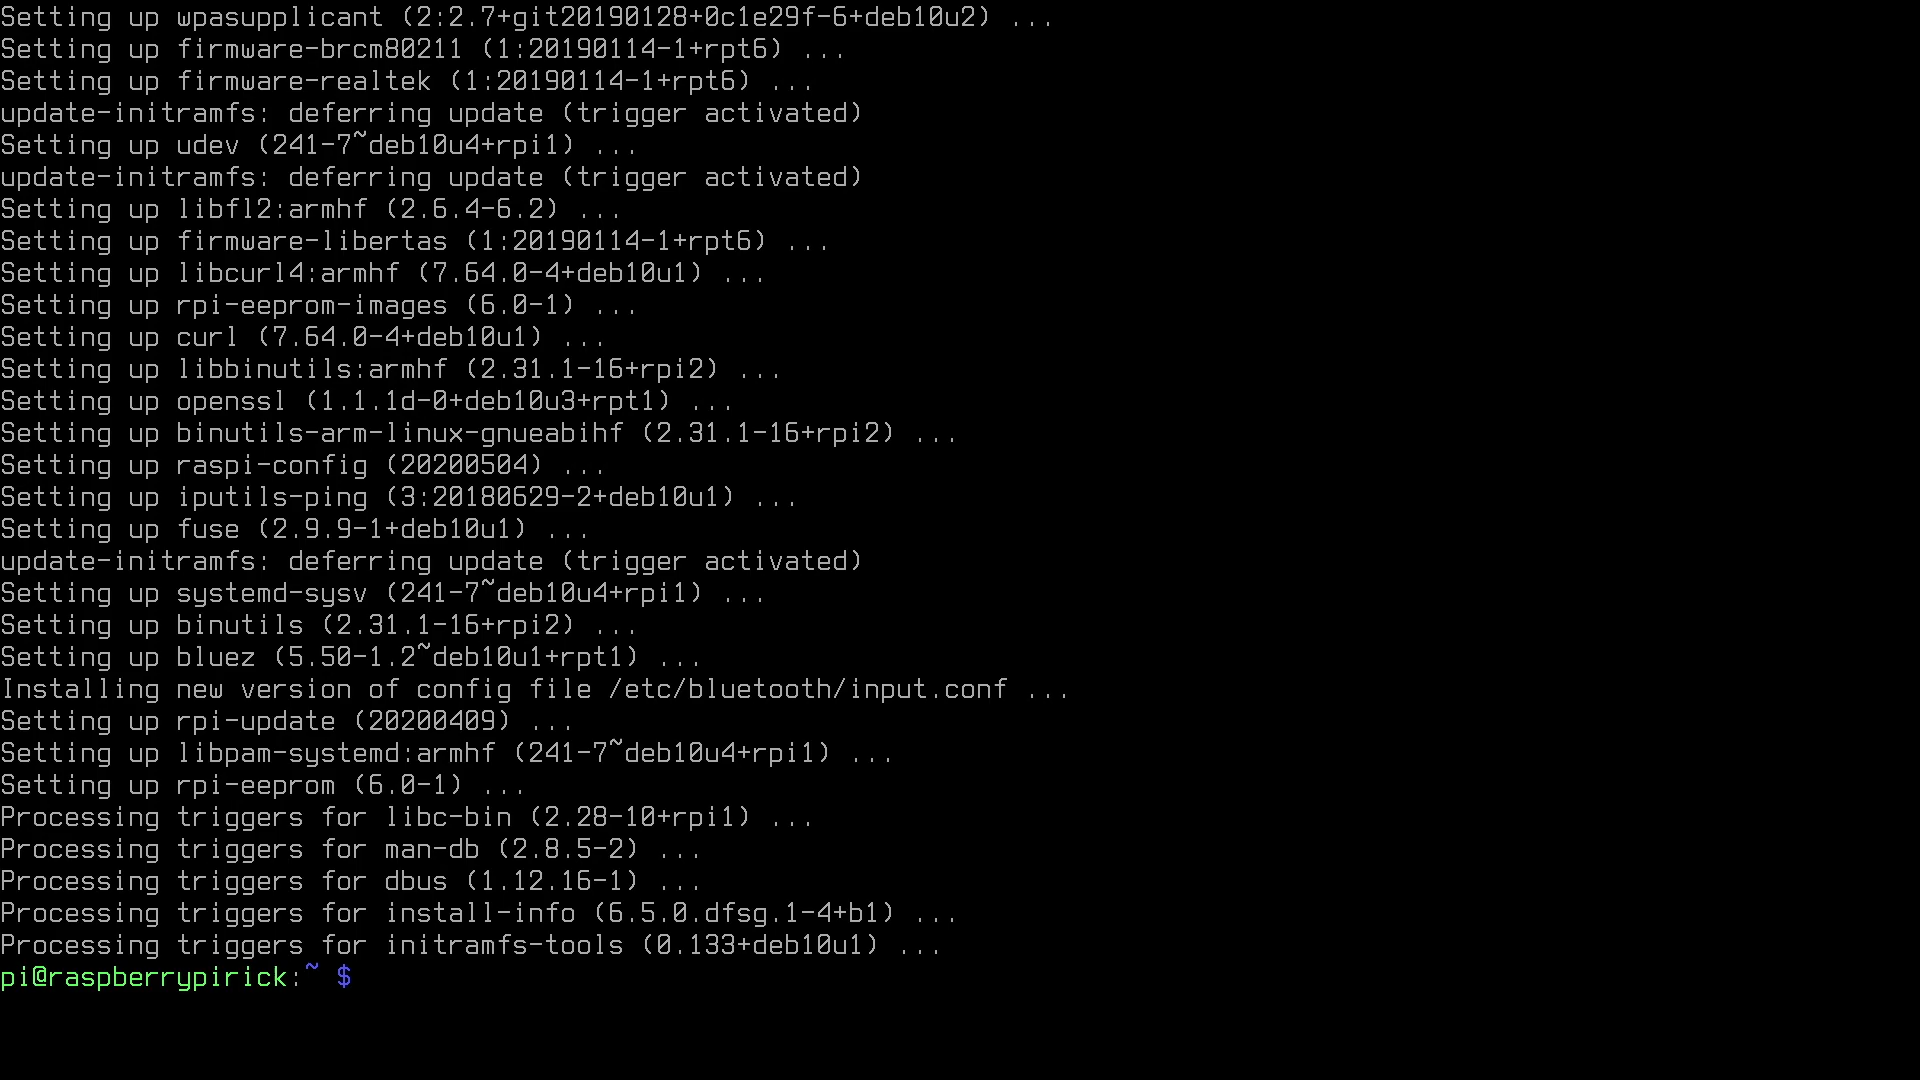 Setting up wpasupplicant (2:2.7+git20190128+0c1e29f-6+deb10u2) ...
Setting up firmware-brcm80211 (1:20190114-1+rpt6) ...
Setting up firmware-realtek (1:20190114-1+rpt6) ...
update-initramfs: deferring update (trigger activated)
Setting up udev (241-7~deb10u4+rpi1) ...
update-initramfs: deferring update (trigger activated)
Setting up libfl2:armhf (2.6.4-6.2) ...
Setting up firmware-libertas (1:20190114-1+rpt6) ...
Setting up libcurl4:armhf (7.64.0-4+deb10u1) ...
Setting up rpi-eeprom-images (6.0-1) ...
Setting up curl (7.64.0-4+deb10u1) ...
Setting up libbinutils:armhf (2.31.1-16+rpi2) ...
Setting up openssl (1.1.1d-0+deb10u3+rpt1) ...
Setting up binutils-arm-linux-gnueabihf (2.31.1-16+rpi2) ...
Setting up raspi-config (20200504) ...
Setting up iputils-ping (3:20180629-2+deb10u1) ...
Setting up fuse (2.9.9-1+deb10u1) ...
update-initramfs: deferring update (trigger activated)
Setting up systemd-sysv (241-7~deb10u4+rpi1) ...
Setting up binutils (2.31.1-16+rpi2) ...
Setting up bluez (5.50-1.2~deb10u1+rpt1) ...
Installing new version of config file /etc/bluetooth/input.conf ...
Setting up rpi-update (20200409) ...
Setting up libpam-systemd:armhf (241-7~deb10u4+rpi1) ...
Setting up rpi-eeprom (6.0-1) ...
Processing triggers for libc-bin (2.28-10+rpi1) ...
Processing triggers for man-db (2.8.5-2) ...
Processing triggers for dbus (1.12.16-1) ...
Processing triggers for install-info (6.5.0.dfsg.1-4+b1) ...
Processing triggers for initramfs-tools (0.133+deb10u1) ...
pi@raspberrypirick:~ $